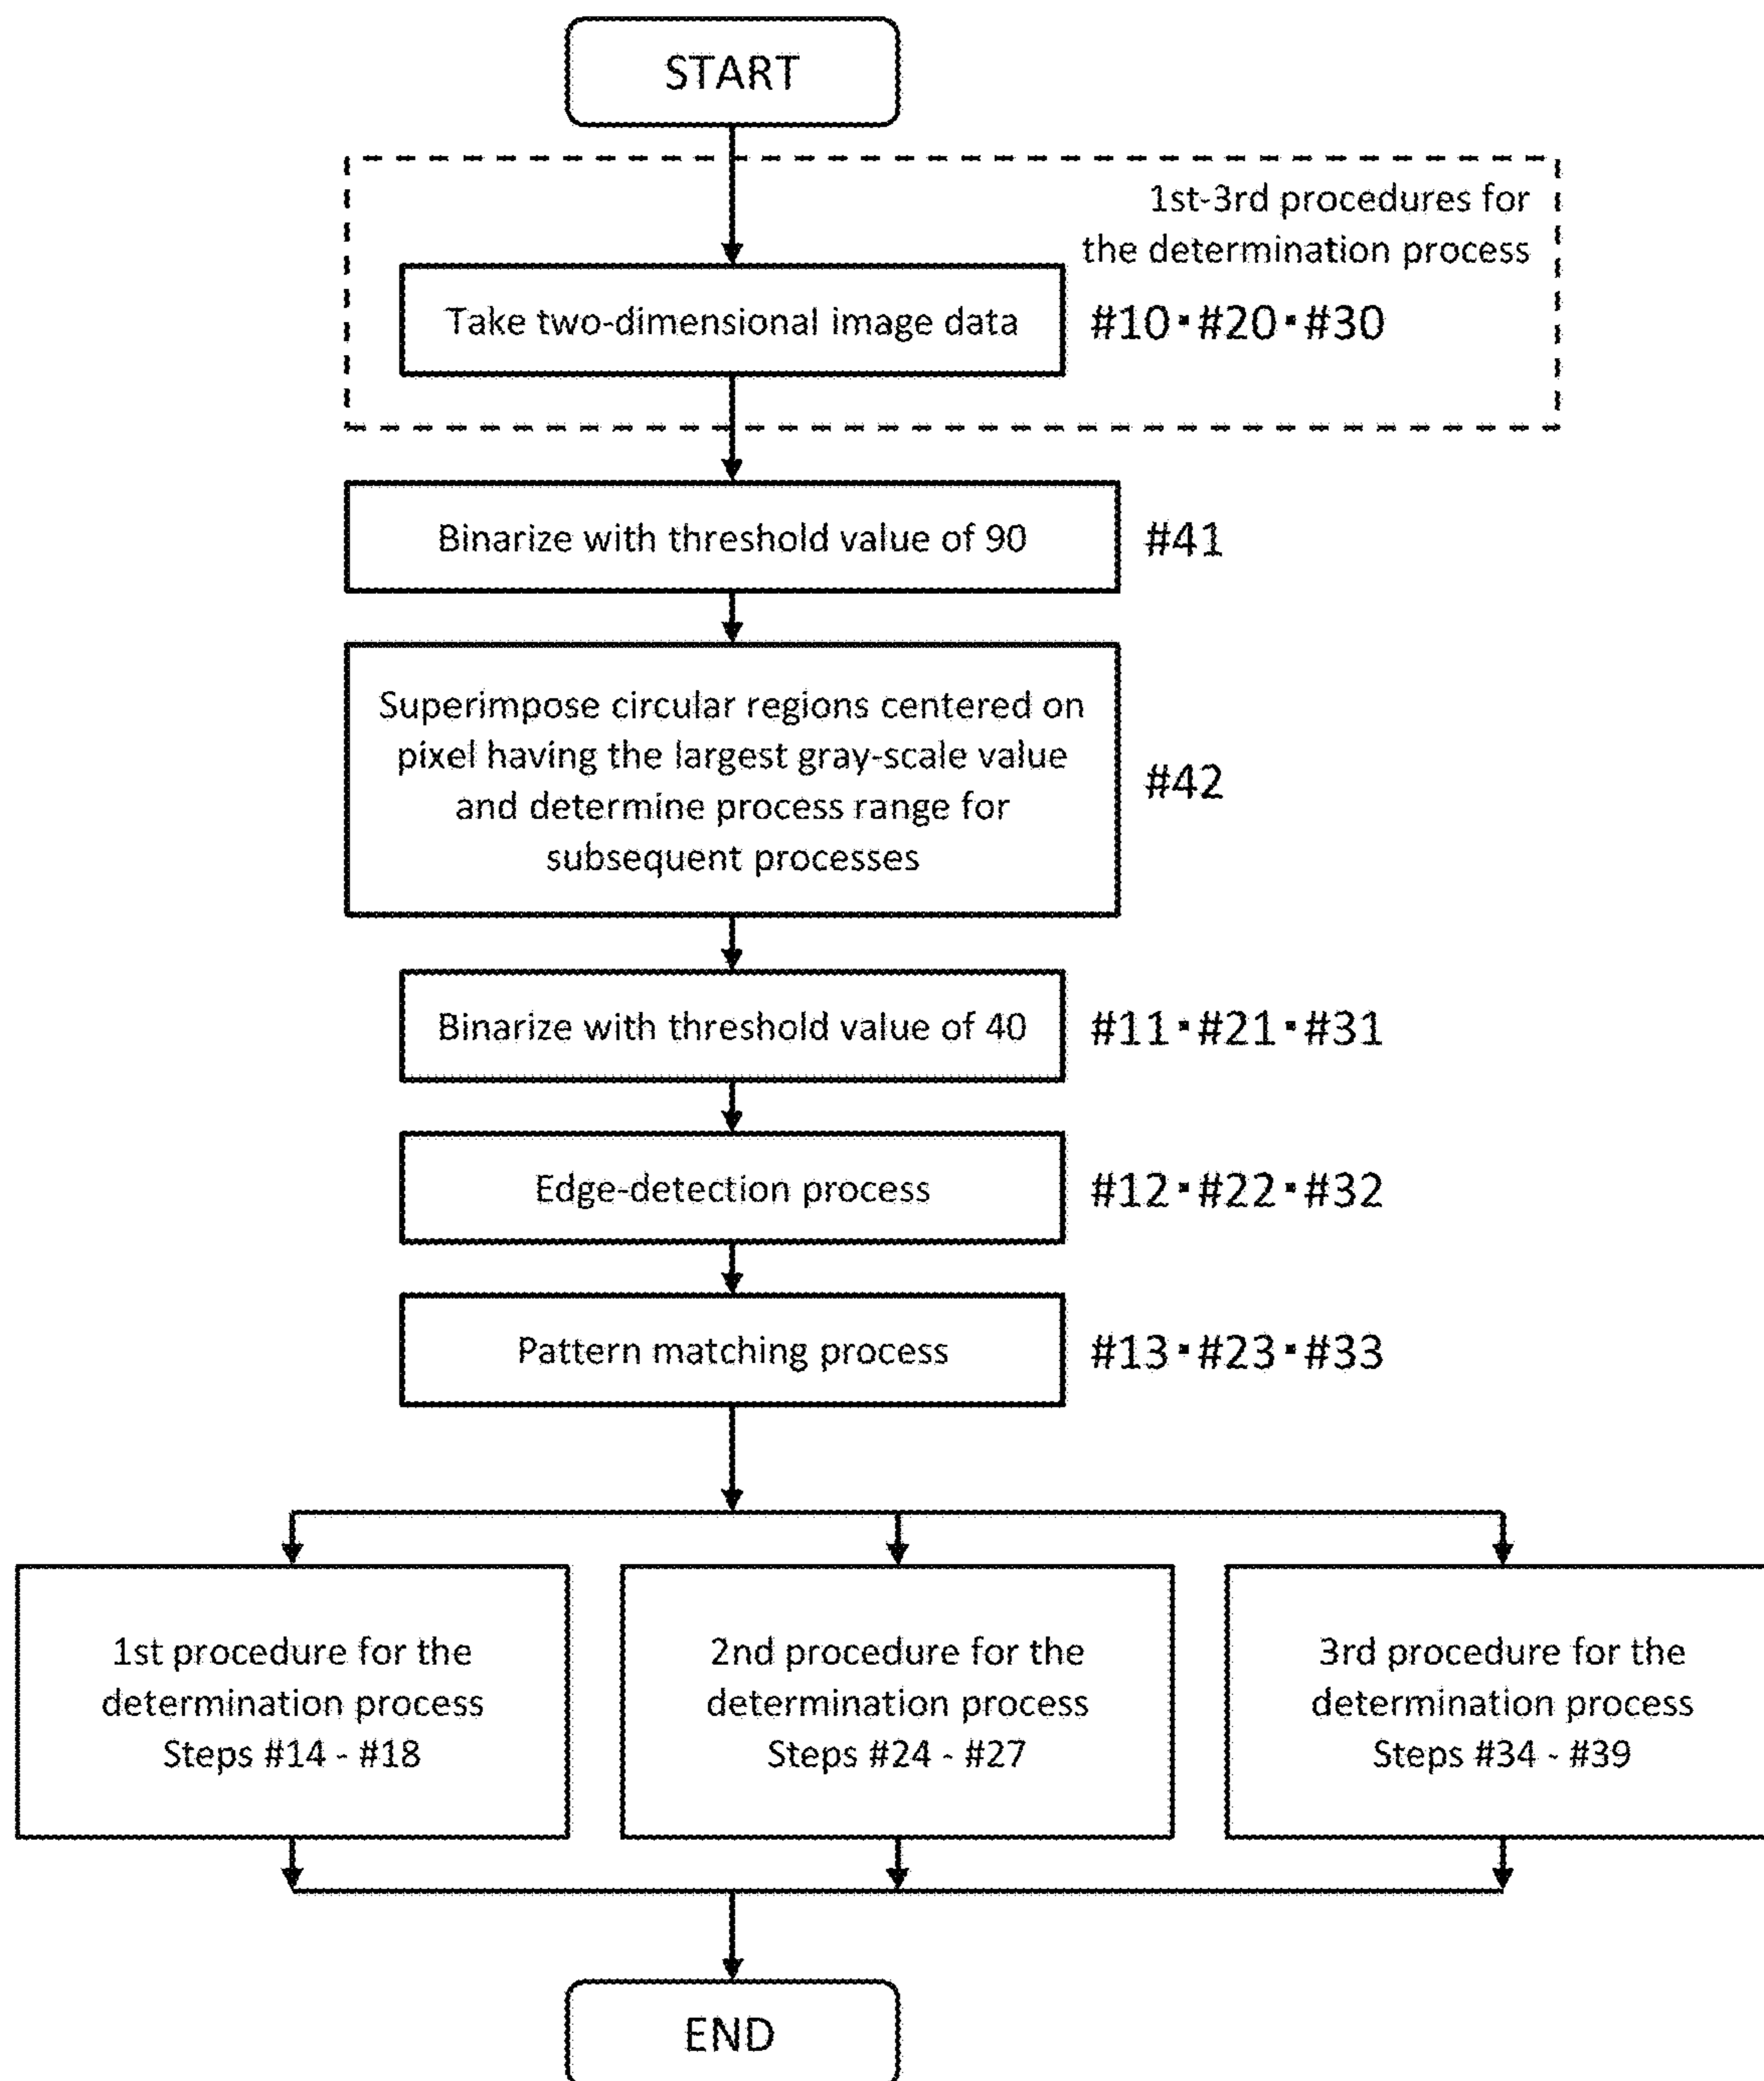 START
1st-3rd procedures for
the determination process
Take two-dimensional image data
#10・#20・#30
Binarize with threshold value of 90
#41
Superimpose circular regions centered on
pixel having the largest gray-scale value
and determine process range for
subsequent processes
#42
Binarize with threshold value of 40
#11・#21・#31
Edge-detection process
#12・#22・#32
Pattern matching process
#13・#23・#33
1st procedure for the
determination process
Steps #14 - #18
2nd procedure for the
determination process
Steps #24 - #27
3rd procedure for the
determination process
Steps #34 - #39
END